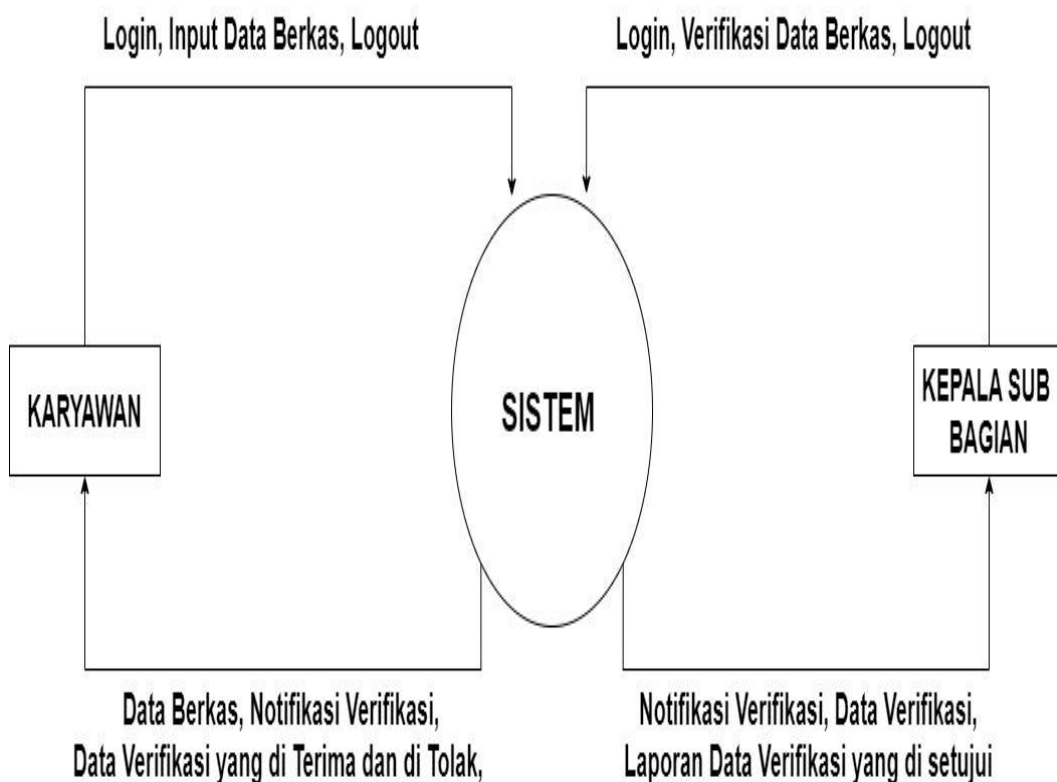 Login, Input Data Berkas, Logout
Login, Verifikasi Data Berkas, Logout
KARYAWAN
SISTEM
KEPALA SUB
BAGIAN
Data Berkas, Notifikasi Verifikasi,
Data Verifikasi yang di Terima dan di Tolak,
Notifikasi Verifikasi, Data Verifikasi,
Laporan Data Verifikasi yang di setujui